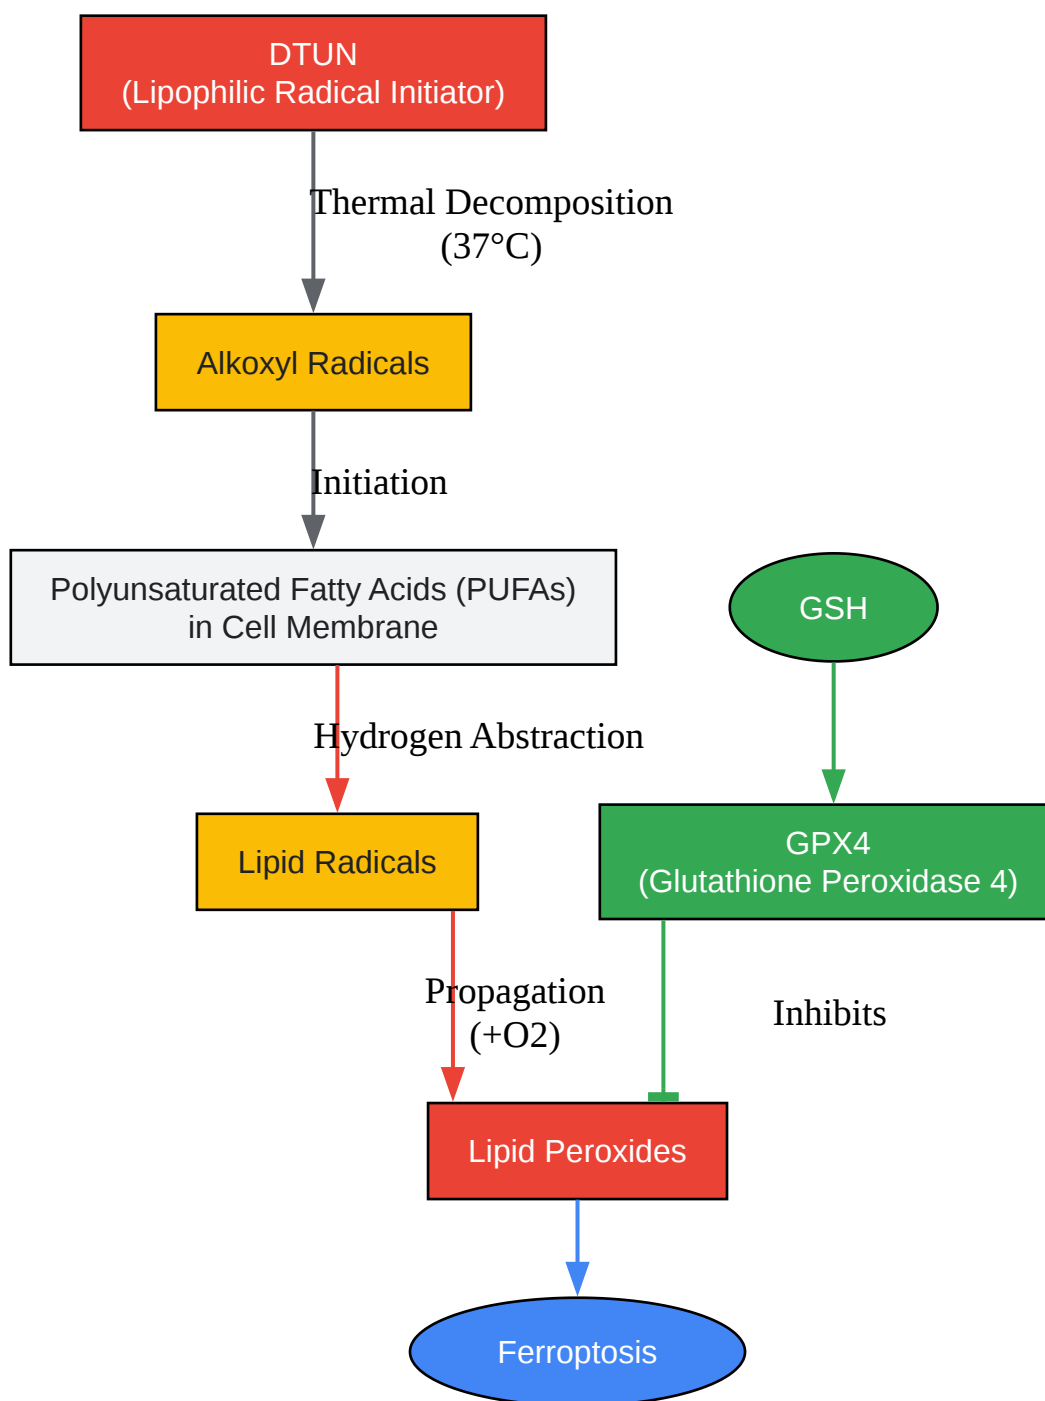 DTUN
(Lipophilic Radical Initiator)
Thermal Decomposition
(37°C)
Alkoxyl Radicals
Initiation
Polyunsaturated Fatty Acids (PUFAs)
in Cell Membrane
GSH
Hydrogen Abstraction
Lipid Radicals
GPX4
(Glutathione Peroxidase 4)
Propagation
(+O2)
Inhibits
Lipid Peroxides
Ferroptosis